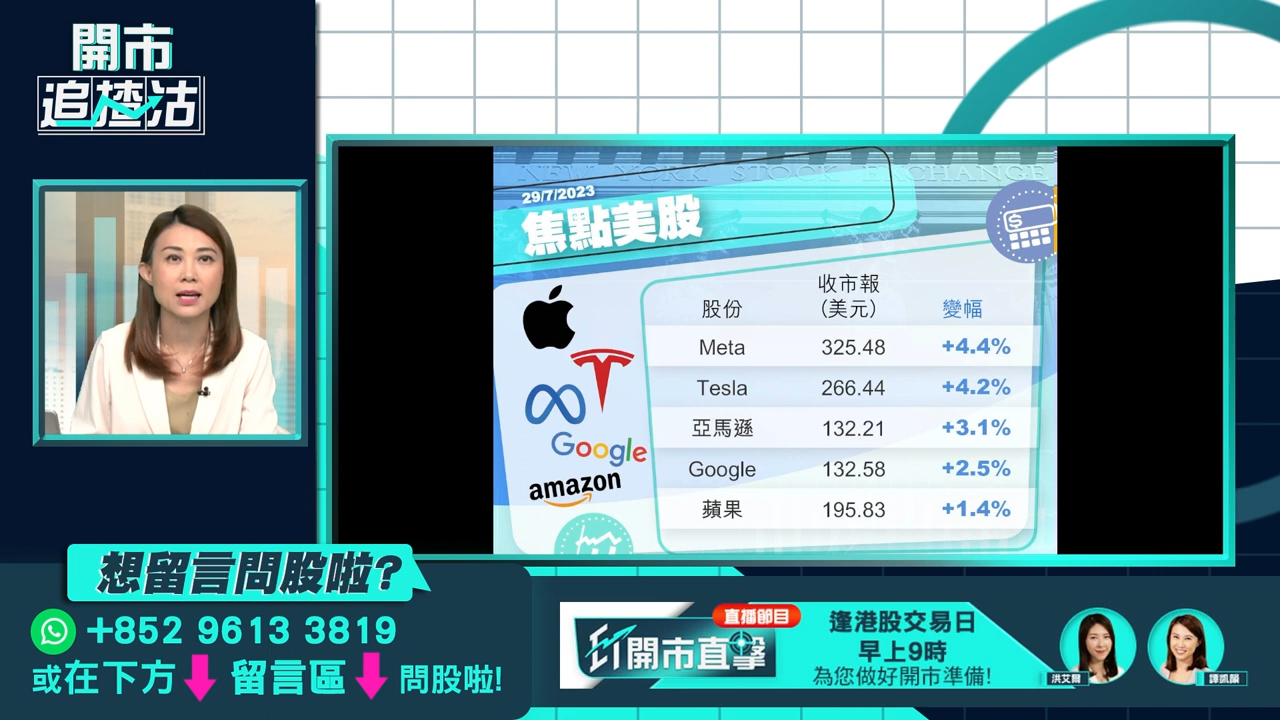 開市
追揸沽
NEW YORK STOCK EXCHANGE
29/7/2023
焦點美股
股份 收市報(美元) 變幅
Meta 325.48 +4.4%
Tesla 266.44 +4.2%
亞馬遜 132.21 +3.1%
Google 132.58 +2.5%
蘋果 195.83 +1.4%
Google
amazon
想留言問股啦?
+852 9613 3819
或在下方 留言區 問股啦!
直播節目
ET開市直擊
逢港股交易日
早上9時
為您做好開市準備!
洪艾爾
譚凱韻